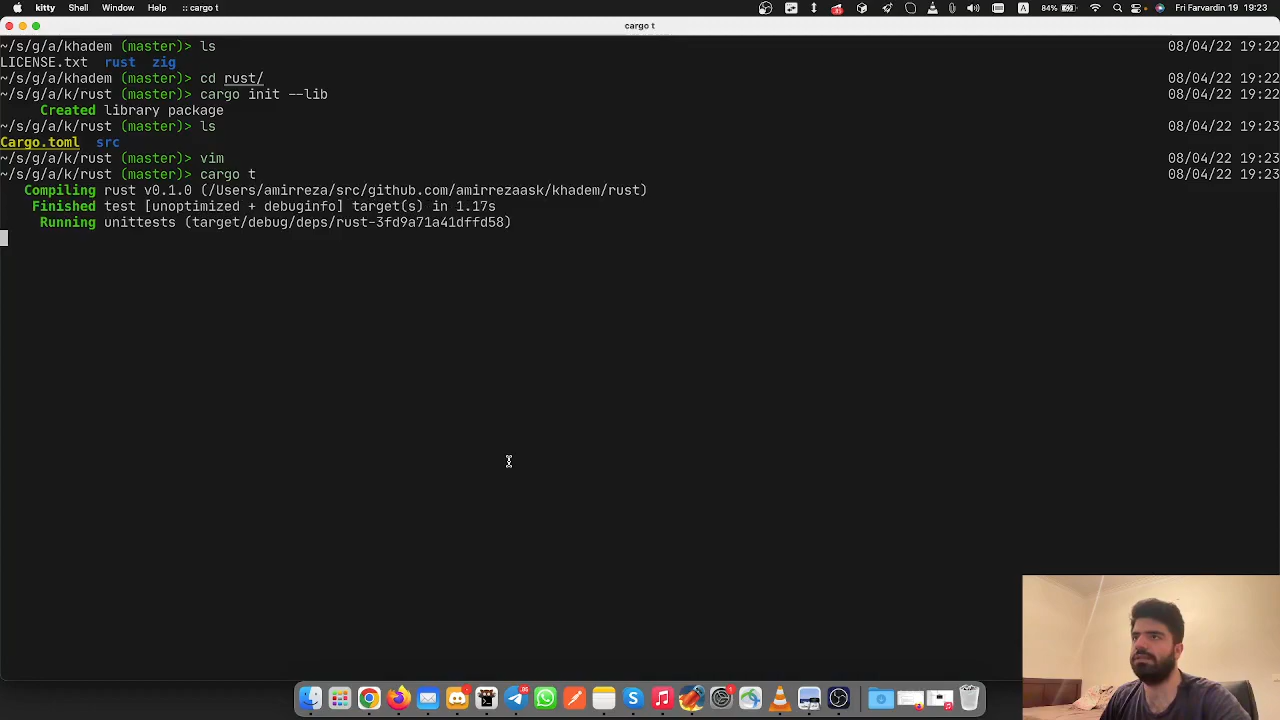 kitty Shell Window Help :: cargo t 84% A Fri Farvardin 19 19:23
cargo t
~/s/g/a/khadem (master)> ls 08/04/22 19:22
LICENSE.txt rust zig
~/s/g/a/khadem (master)> cd rust/ 08/04/22 19:22
~/s/g/a/k/rust (master)> cargo init --lib 08/04/22 19:22
Created library package
~/s/g/a/k/rust (master)> ls 08/04/22 19:23
Cargo.toml src
~/s/g/a/k/rust (master)> vim 08/04/22 19:23
~/s/g/a/k/rust (master)> cargo t 08/04/22 19:23
Compiling rust v0.1.0 (/Users/amirreza/src/github.com/amirrezaask/khadem/rust)
Finished test [unoptimized + debuginfo] target(s) in 1.17s
Running unittests (target/debug/deps/rust-3fd9a71a41dffd58)